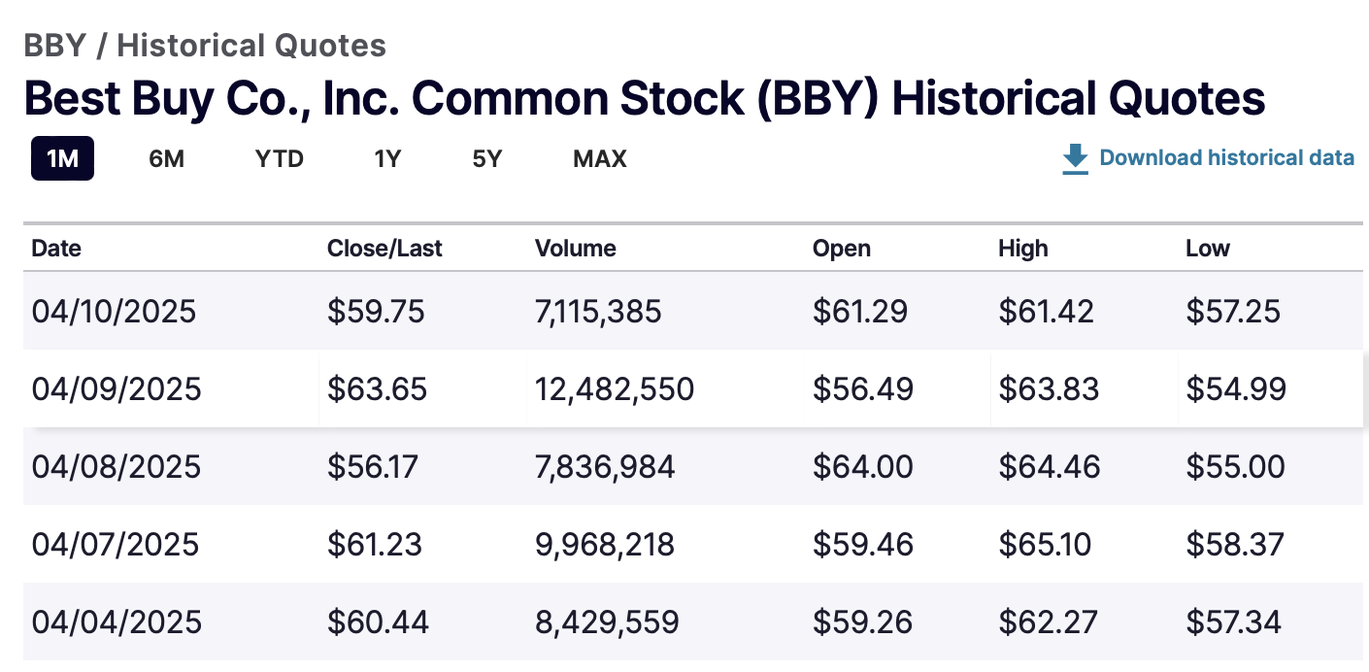 BBY / Historical Quotes
Best Buy Co., Inc. Common Stock (BBY) Historical Quotes
1M 6M YTD 1Y 5Y MAX Download historical data
Date Close/Last Volume Open High Low
04/10/2025 $59.75 7,115,385 $61.29 $61.42 $57.25
04/09/2025 $63.65 12,482,550 $56.49 $63.83 $54.99
04/08/2025 $56.17 7,836,984 $64.00 $64.46 $55.00
04/07/2025 $61.23 9,968,218 $59.46 $65.10 $58.37
04/04/2025 $60.44 8,429,559 $59.26 $62.27 $57.34